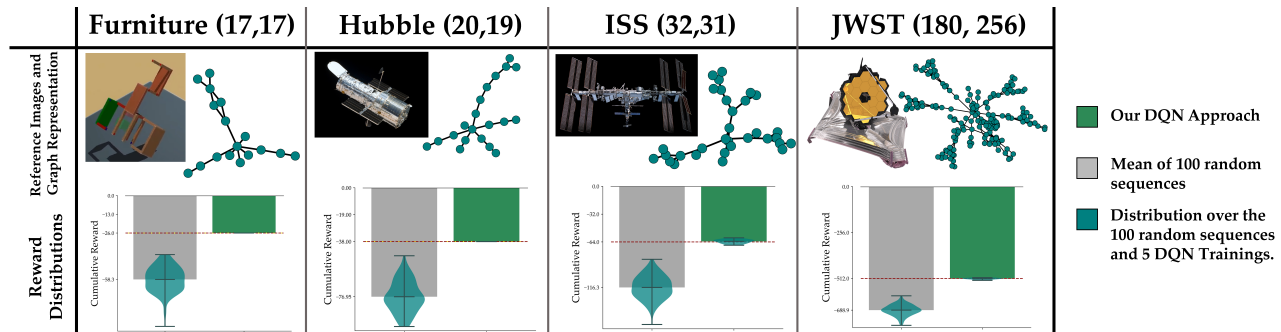 Furniture (17,17)
Hubble (20,19)
ISS (32,31)
JWST (180, 256)
Reference Images and
Graph Representation
Our DQN Approach
Mean of 100 random
sequences
Distribution over the
100 random sequences
and 5 DQN Trainings.
Reward
Distributions
Cumulative Reward
0.0
−13.0
−26.0
−58.3
Cumulative Reward
0.0
−19.00
−38.00
−76.95
Cumulative Reward
0.0
−32.0
−64.0
−116.3
Cumulative Reward
0.0
−256.0
−512.0
−688.9